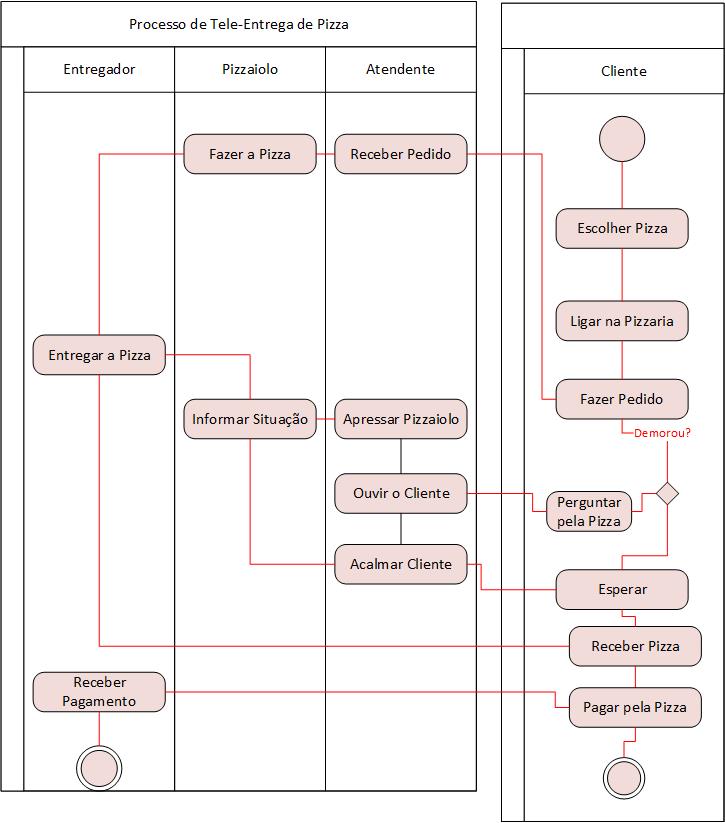 Processo de Tele-Entrega de Pizza
Entregador
Pizzaiolo
Atendente
Cliente
Fazer a Pizza
Receber Pedido
Escolher Pizza
Ligar na Pizzaria
Entregar a Pizza
Fazer Pedido
Informar Situação
Apressar Pizzaiolo
Demorou?
Ouvir o Cliente
Perguntar
pela Pizza
Acalmar Cliente
Esperar
Receber Pizza
Receber
Pagamento
Pagar pela Pizza